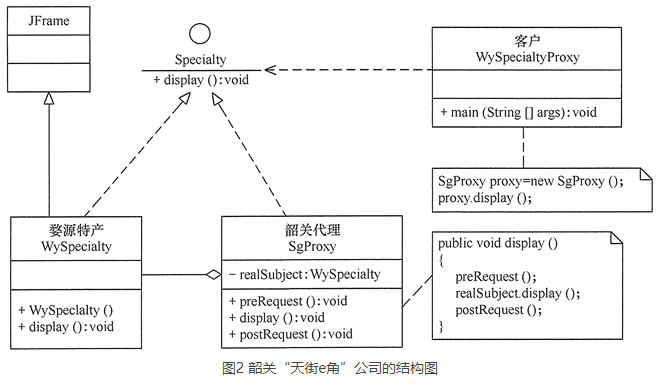 JFrame
Specialty
+ display ():void
客户
WySpecialtyProxy
+ main (String [] args):void
SgProxy proxy=new SgProxy ();
proxy.display ();
婺源特产
WySpecialty
+ WySpeclalty ()
+ display ():void
韶关代理
SgProxy
− realSubject:WySpecialty
+ preRequest ():void
+ display ():void
+ postRequest ():void
public void display ()
{
preRequest ();
realSubject.display ();
postRequest ();
}
图2 韶关“天街e角”公司的结构图